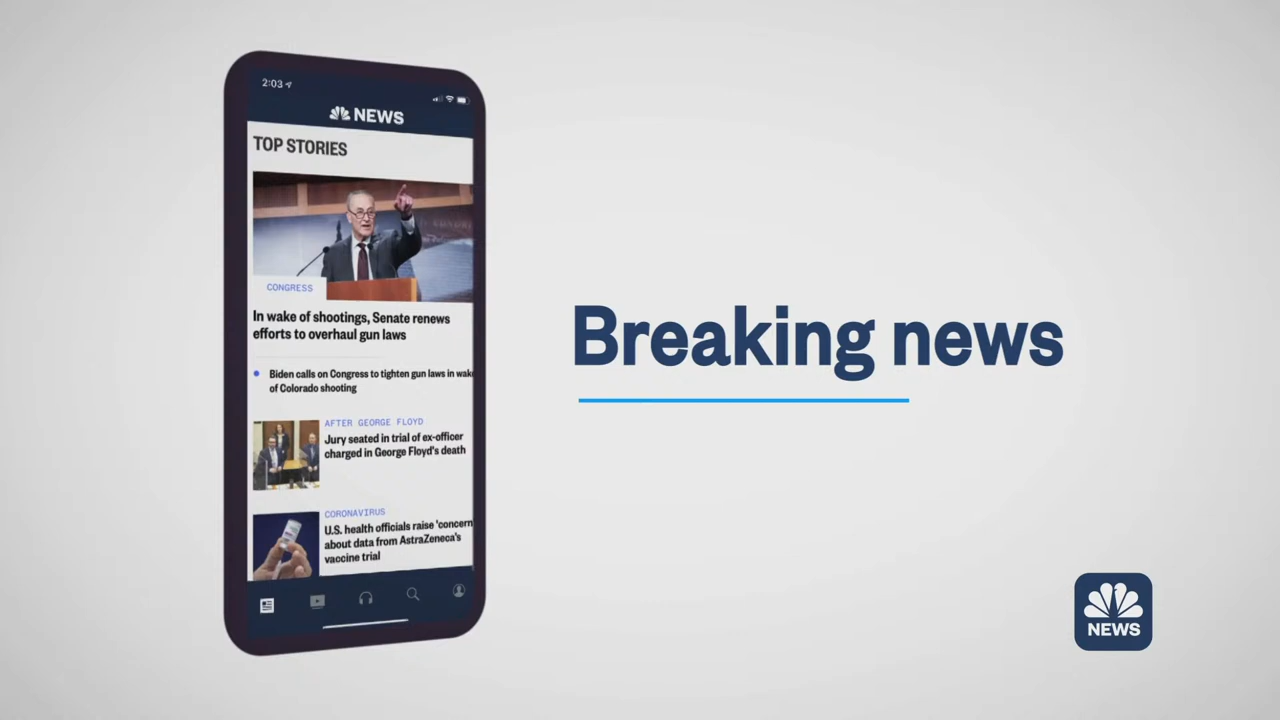 2:03
NEWS
TOP STORIES
CONGRESS
In wake of shootings, Senate renews
efforts to overhaul gun laws
Biden calls on Congress to tighten gun laws in wake
of Colorado shooting
AFTER GEORGE FLOYD
Jury seated in trial of ex-officer
charged in George Floyd's death
CORONAVIRUS
U.S. health officials raise 'concern
about data from AstraZeneca's
vaccine trial
Breaking news
NEWS